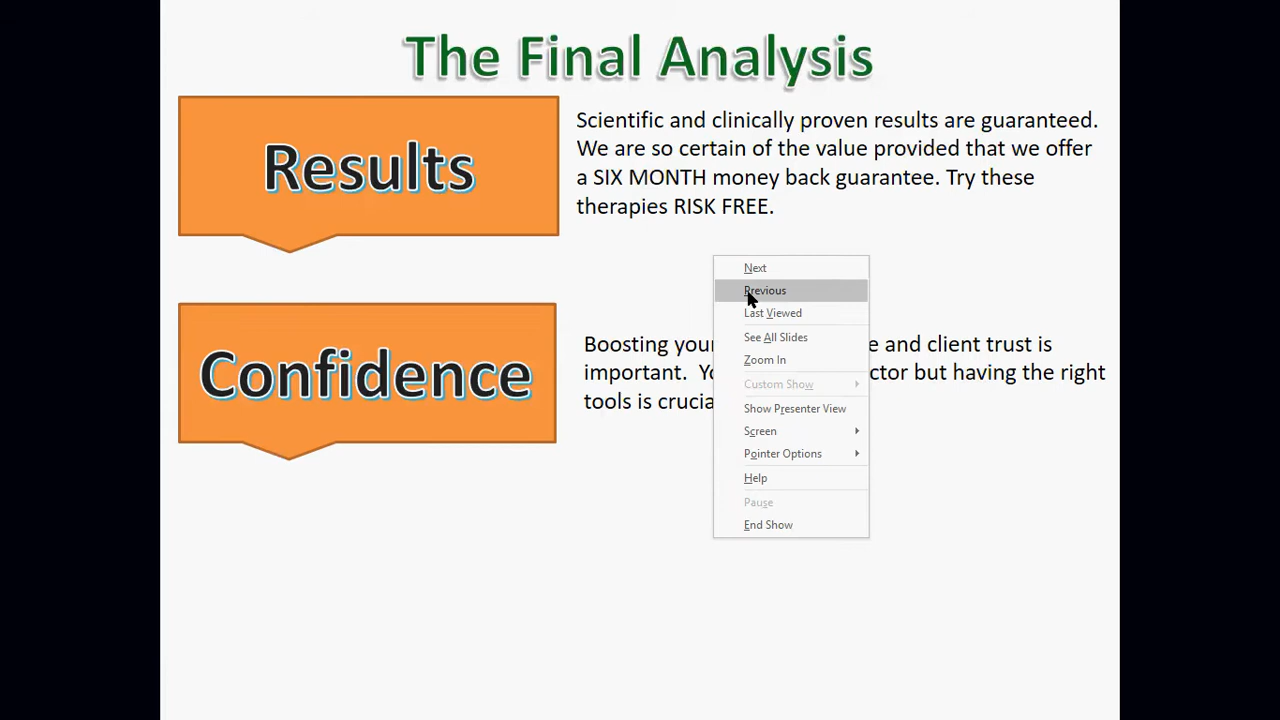 The Final Analysis
Results
Scientific and clinically proven results are guaranteed.
We are so certain of the value provided that we offer
a SIX MONTH money back guarantee. Try these
therapies RISK FREE.
Confidence
Boosting your e and client trust is
important. Yo ctor but having the right
tools is crucia
Next
Previous
Last Viewed
See All Slides
Zoom In
Custom Show
Show Presenter View
Screen
Pointer Options
Help
Pause
End Show